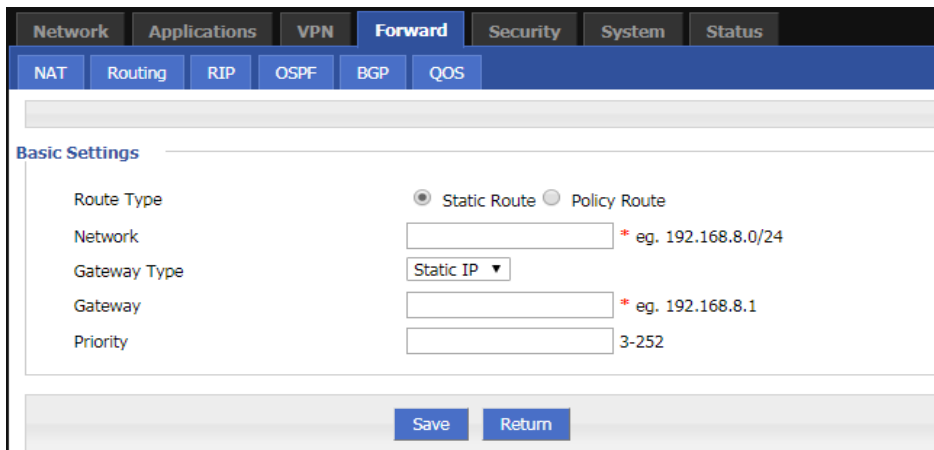 Network Applications VPN Forward Security System Status
NAT Routing RIP OSPF BGP QOS
Basic Settings
Route Type Static Route Policy Route
Network * eg. 192.168.8.0/24
Gateway Type Static IP ▼
Gateway * eg. 192.168.8.1
Priority 3-252
Save Return